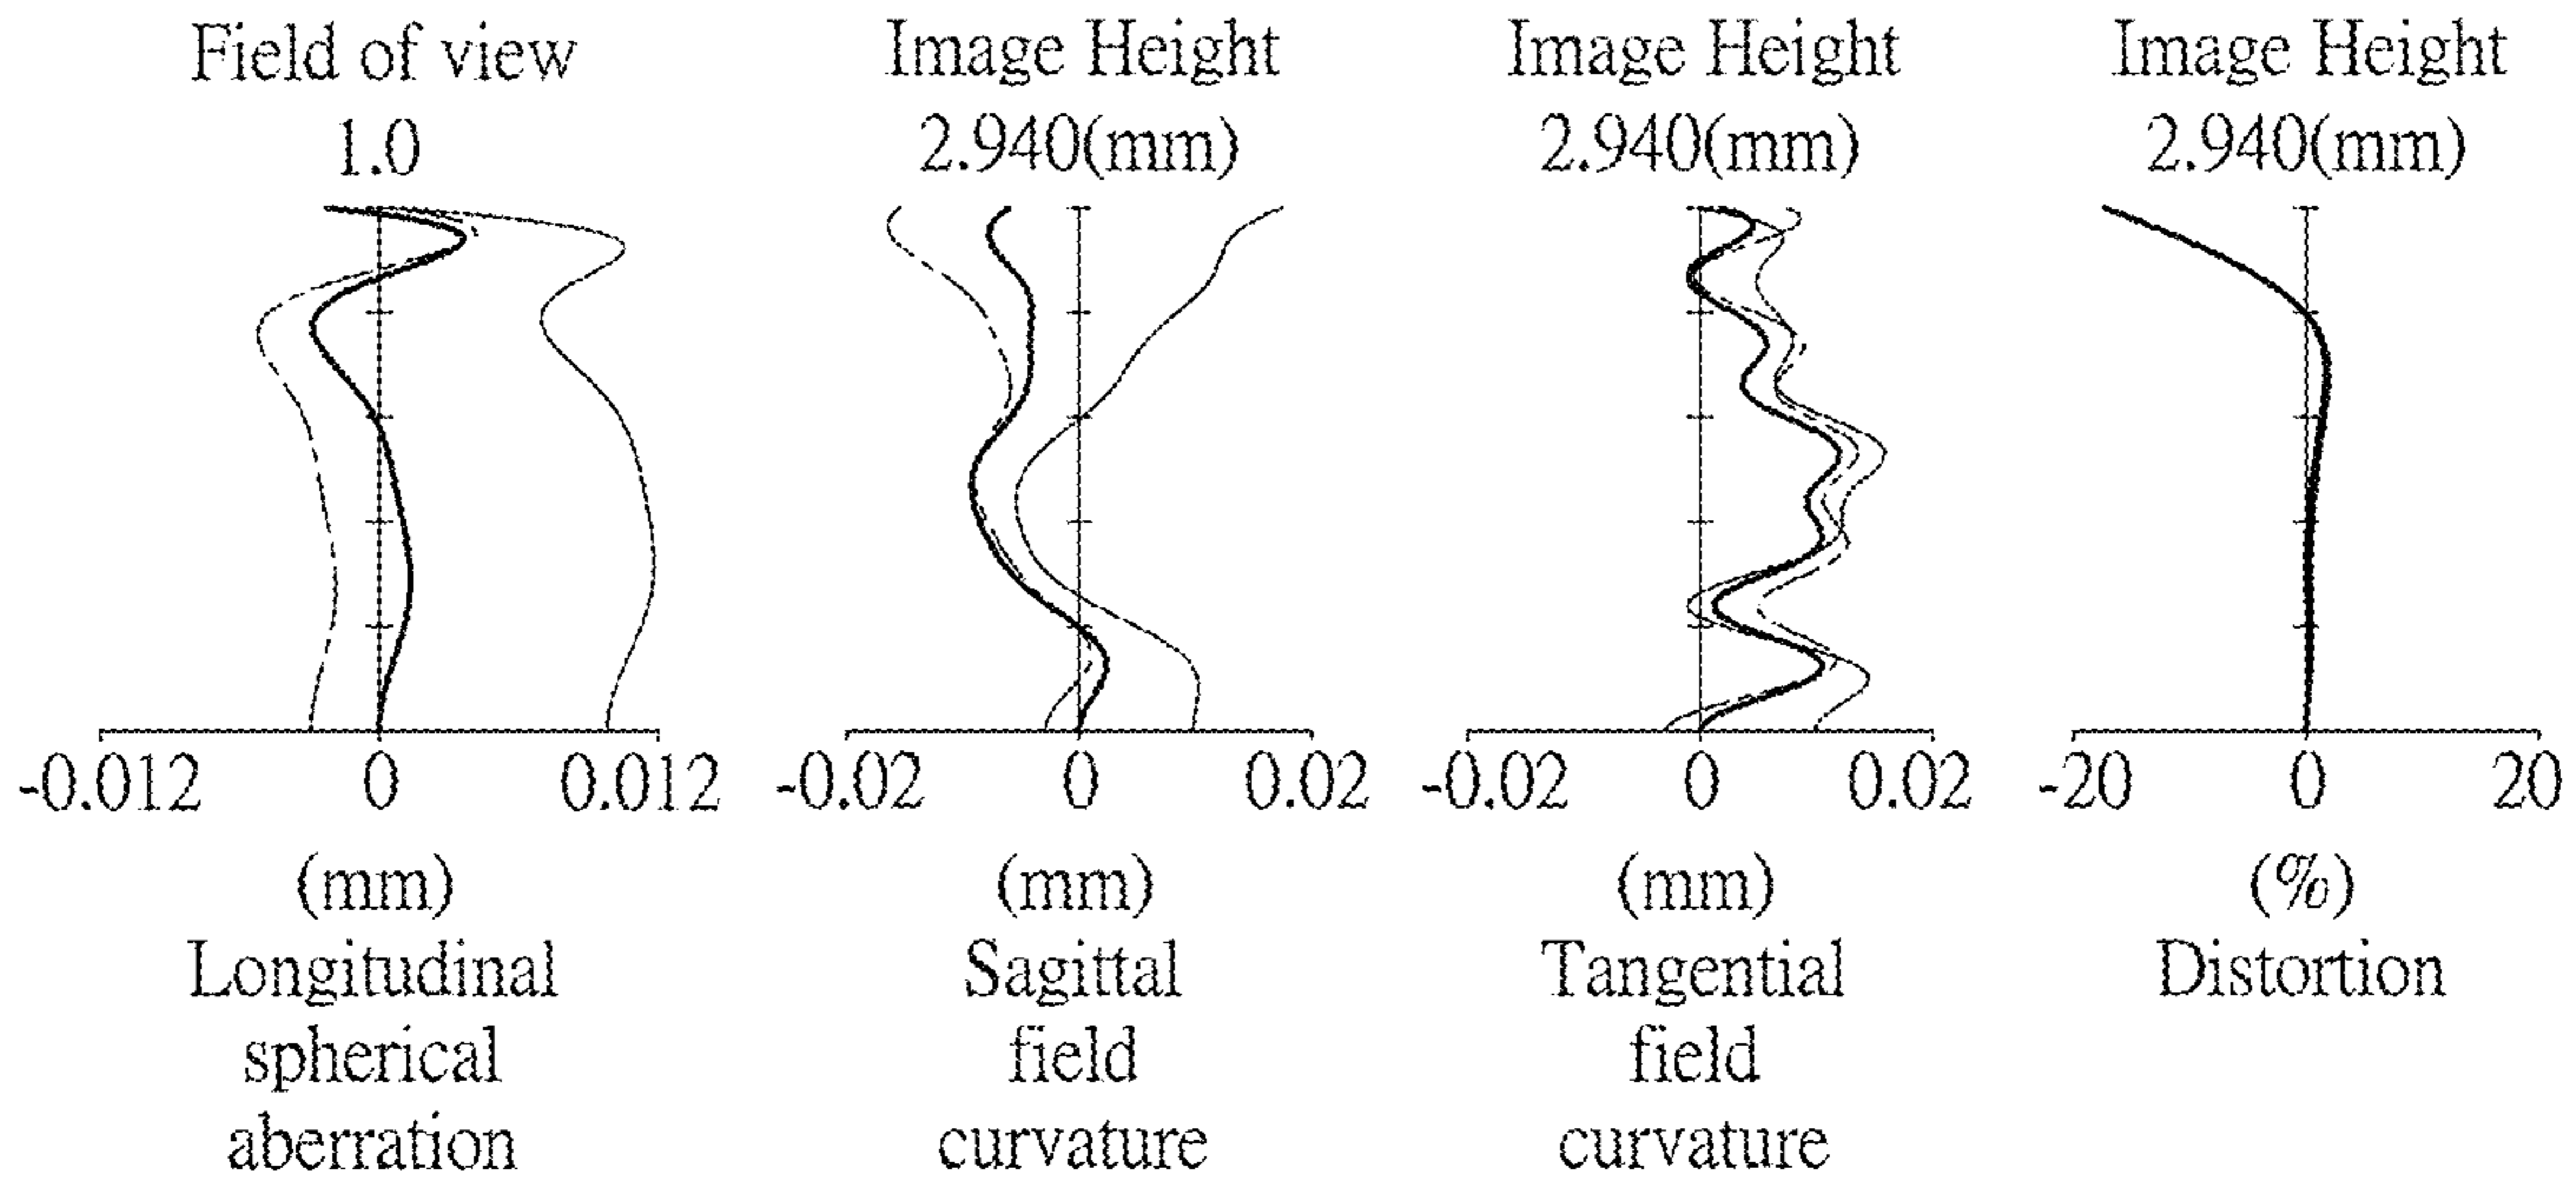 Field of view
1.0
-0.012 0 0.012
(mm)
Longitudinal
spherical
aberration
Image Height
2.940(mm)
-0.02 0 0.02
(mm)
Sagittal
field
curvature
Image Height
2.940(mm)
-0.02 0 0.02
(mm)
Tangential
field
curvature
Image Height
2.940(mm)
-20 0 20
(%)
Distortion